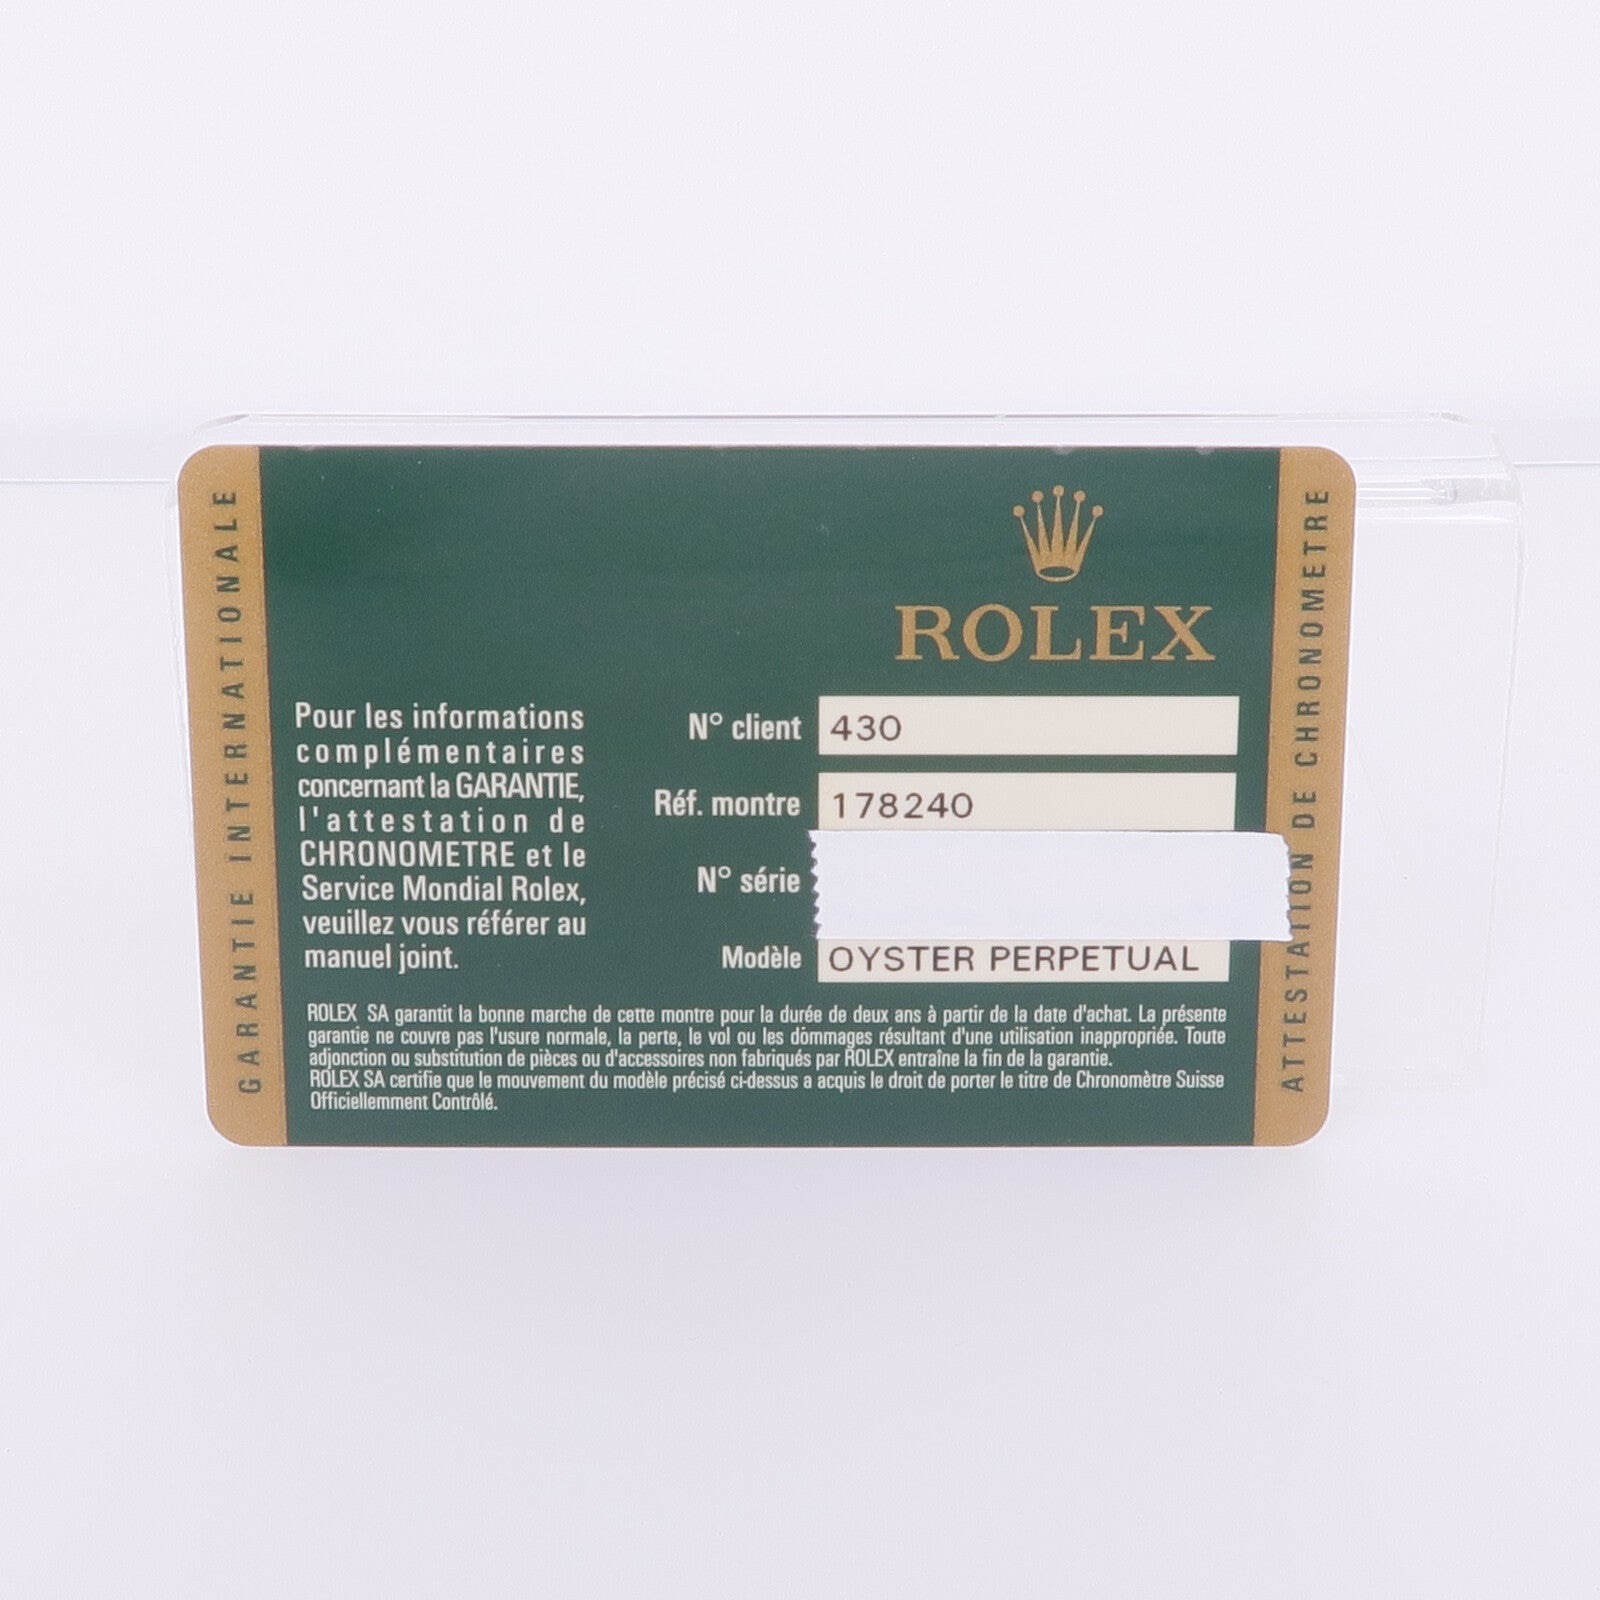 GARANTIE INTERNATIONALE
ROLEX
Pour les informations
complémentaires
concernant la GARANTIE,
l'attestation de
CHRONOMETRE et le
Service Mondial Rolex,
veuillez vous référer au
manuel joint.
N° client 430
Réf. montre 178240
N° série
Modèle OYSTER PERPETUAL
ROLEX SA garantit la bonne marche de cette montre pour la durée de deux ans à partir de la date d'achat. La présente
garantie ne couvre pas l'usure normale, la perte, le vol ou les dommages résultant d'une utilisation inappropriée. Toute
adjonction ou substitution de pièces ou d'accessoires non fabriqués par ROLEX entraîne la fin de la garantie.
ROLEX SA certifie que le mouvement du modèle précisé ci-dessus a acquis le droit de porter le titre de Chronomètre Suisse
Officiellemment Contrôlé.
ATTESTATION DE CHRONOMETRE